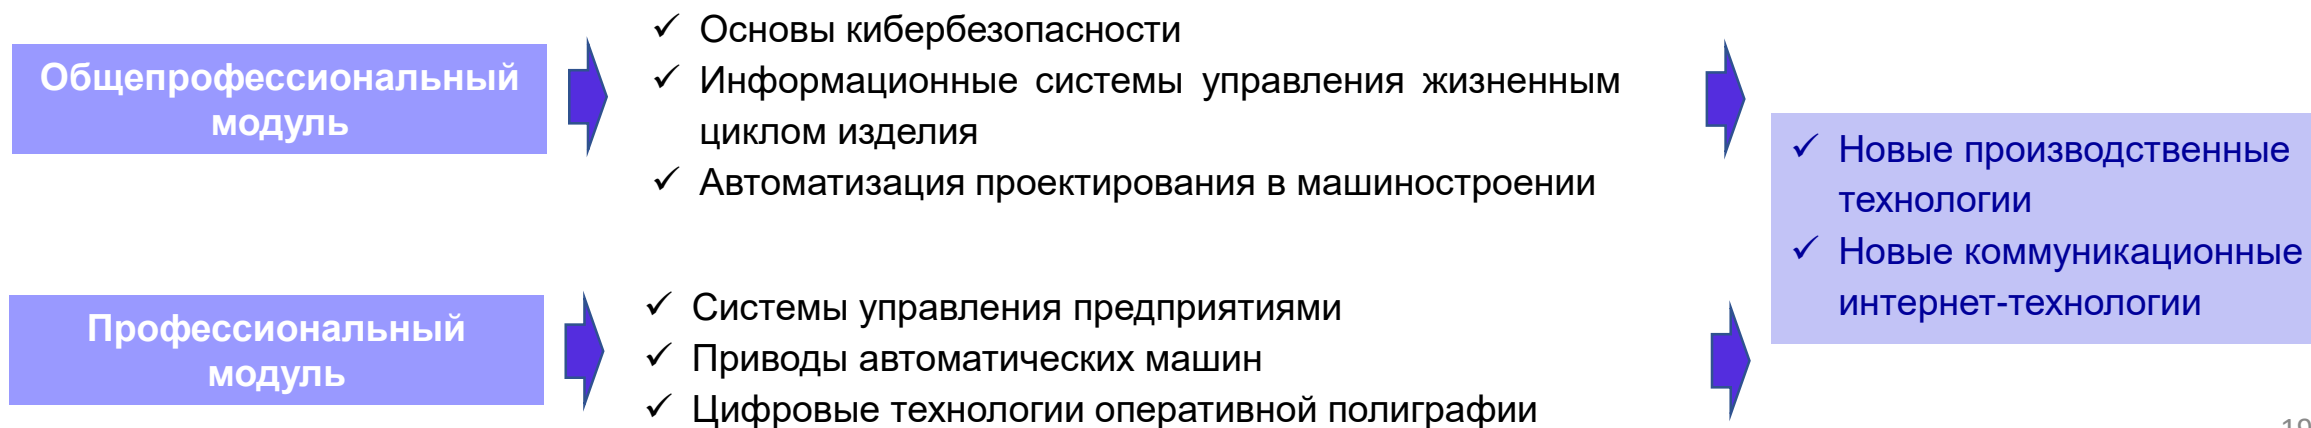 Общепрофессиональный
модуль
✓ Основы кибербезопасности
✓ Информационные системы управления жизненным
циклом изделия
✓ Автоматизация проектирования в машиностроении
Профессиональный
модуль
✓ Системы управления предприятиями
✓ Приводы автоматических машин
✓ Цифровые технологии оперативной полиграфии
✓ Новые производственные
технологии
✓ Новые коммуникационные
интернет-технологии